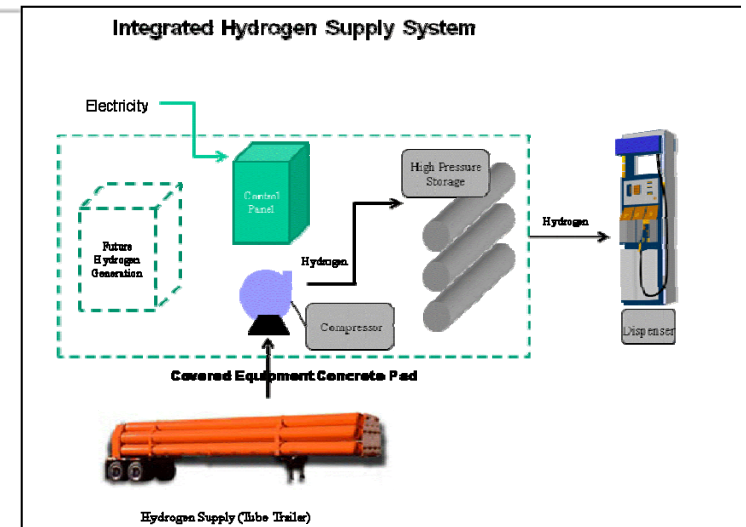 Integrated Hydrogen Supply System
Electricity
High Pressure
Storage
Control
Panel
Hydrogen
Future
Hydrogen
Generation
Hydrogen
Compressor
Dispenser
Covered Equipment Concrete Pad
Hydrogen Supply (Tube Trailer)